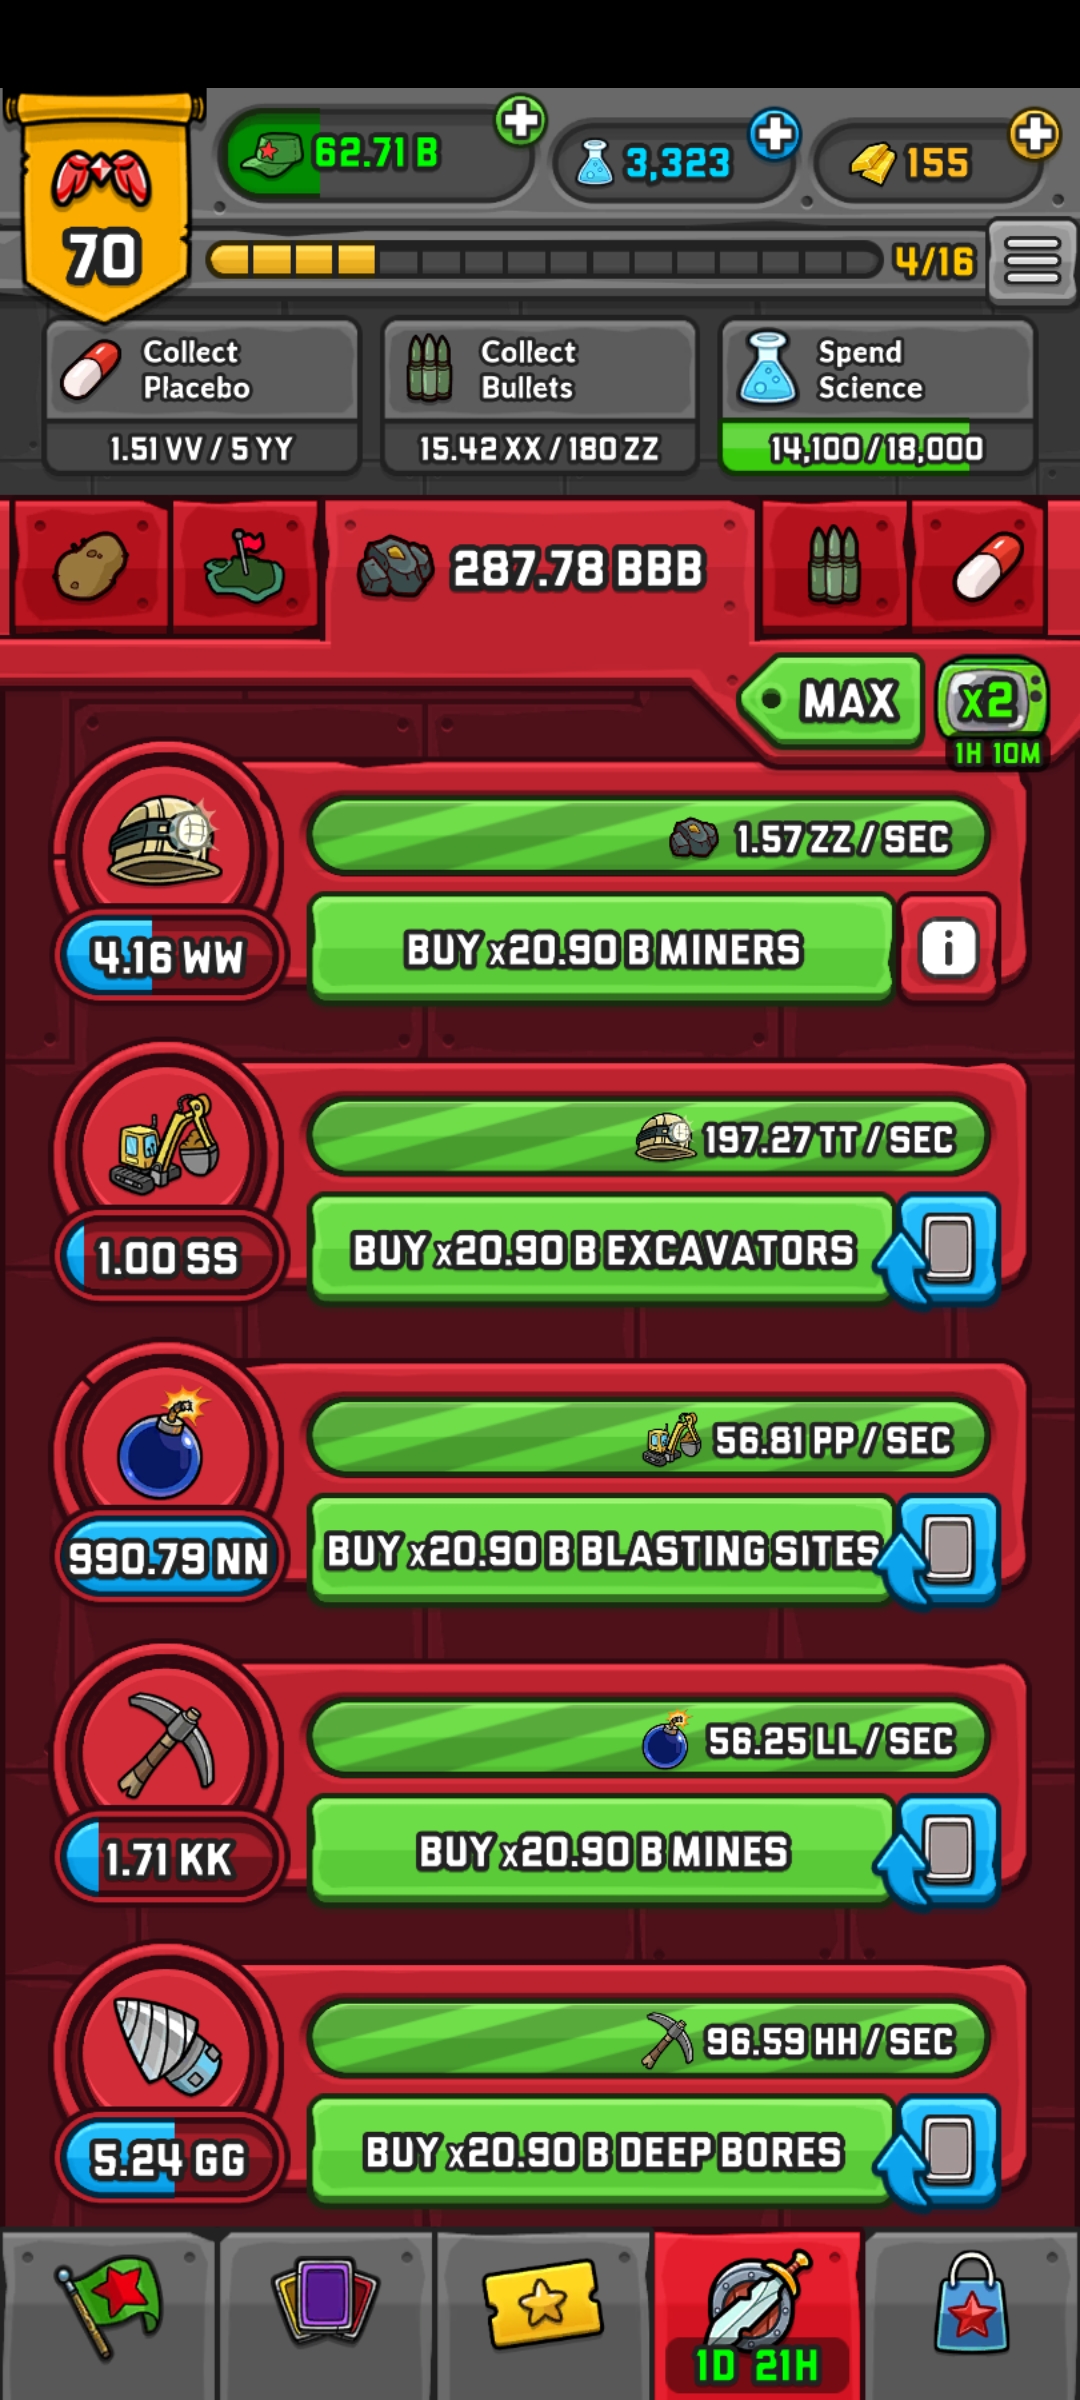 70
62.71 B
3,323
155
4/16
Collect
Placebo
1.51 VV / 5 YY
Collect
Bullets
15.42 XX / 180 ZZ
Spend
Science
14,100 / 18,000
287.78 BBB
MAX
x2
1H 10M
1.57 ZZ / SEC
4.16 WW
BUY x20.90 B MINERS
i
197.27 TT / SEC
1.00 SS
BUY x20.90 B EXCAVATORS
56.81 PP / SEC
990.79 NN
BUY x20.90 B BLASTING SITES
56.25 LL / SEC
1.71 KK
BUY x20.90 B MINES
96.59 HH / SEC
5.24 GG
BUY x20.90 B DEEP BORES
1D 21H